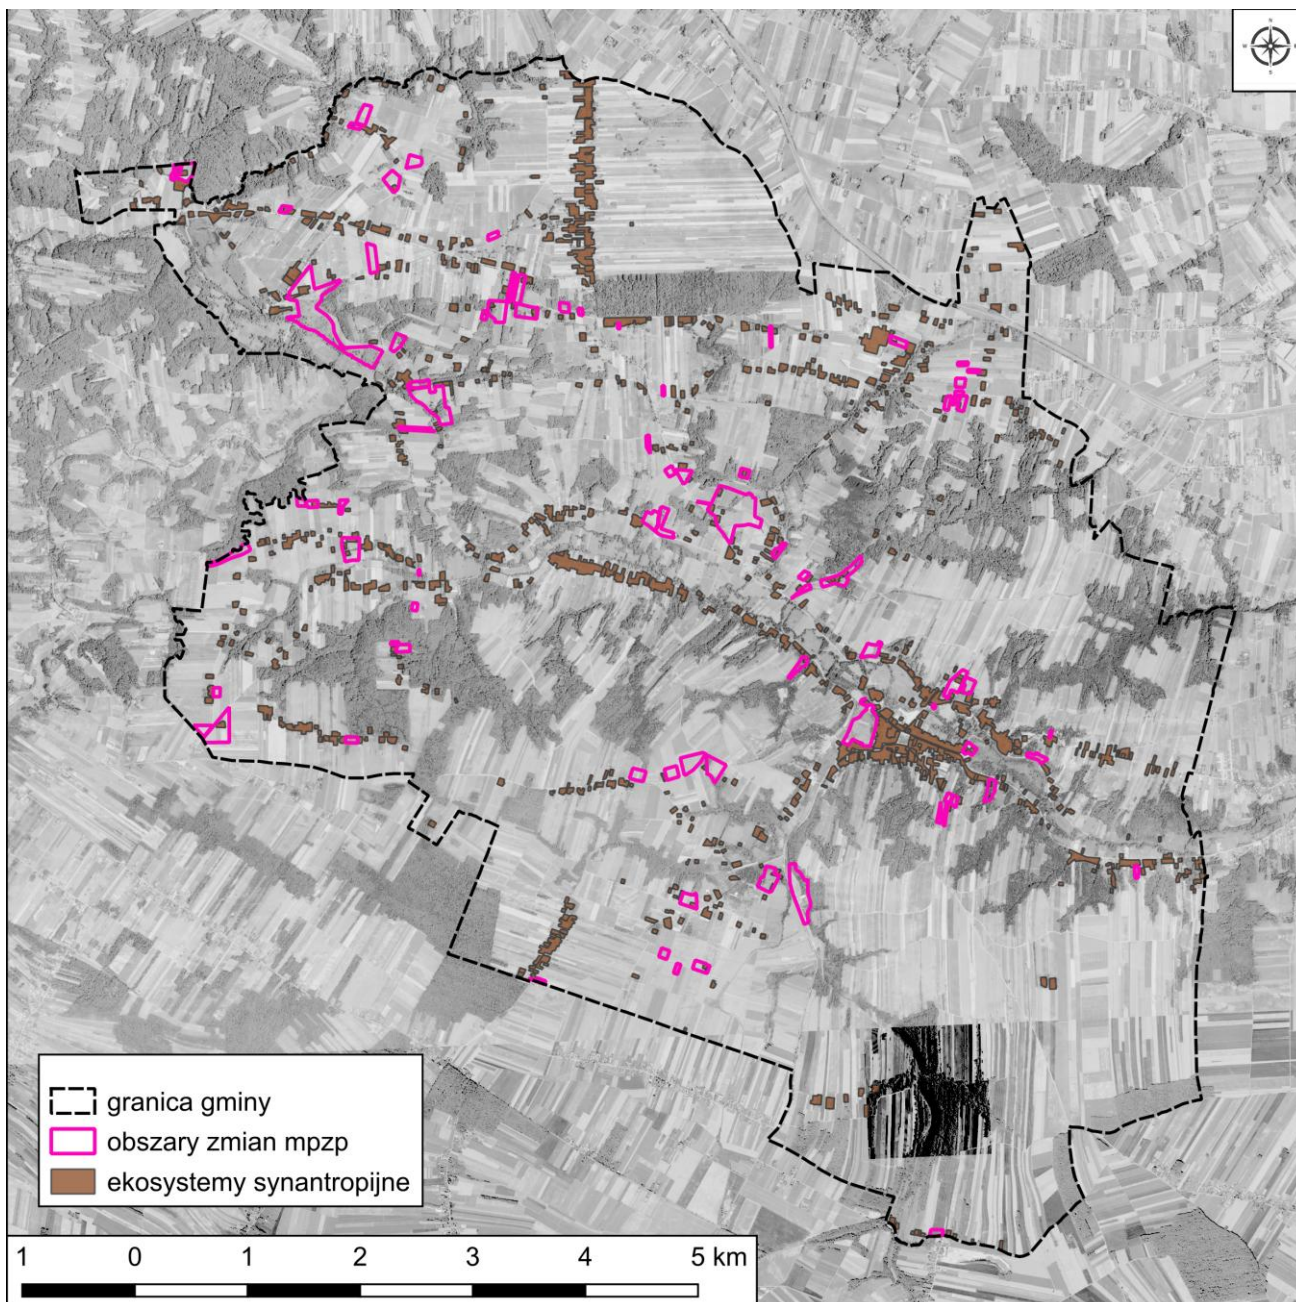 N
granica gminy
obszary zmian mpzp
ekosystemy synantropijne
1 0 1 2 3 4 5 km